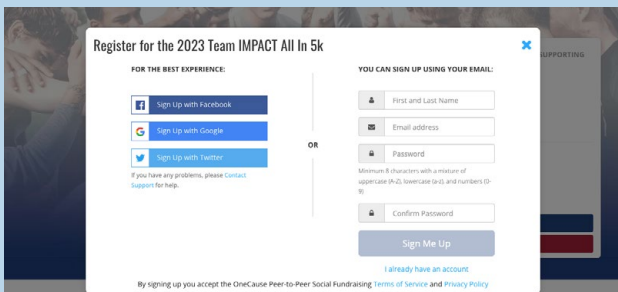 Register for the 2023 Team IMPACT All In 5k
SUPPORTING
FOR THE BEST EXPERIENCE:
Sign Up with Facebook
Sign Up with Google
Sign Up with Twitter
If you have any problems, please Contact
Support for help.
OR
YOU CAN SIGN UP USING YOUR EMAIL:
First and Last Name
Email address
Password
Minimum 8 characters with a mixture of
uppercase (A-Z), lowercase (a-z), and numbers (0-
9)
Confirm Password
Sign Me Up
I already have an account
By signing up you accept the OneCause Peer-to-Peer Social Fundraising Terms of Service and Privacy Policy